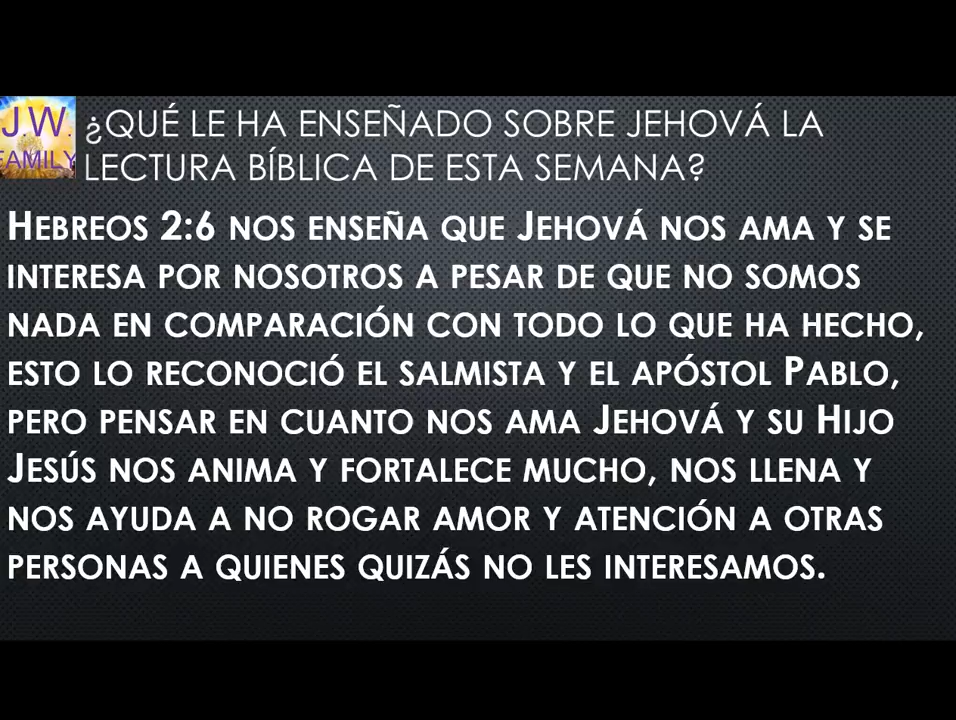 J.W.
FAMILY
¿QUÉ LE HA ENSEÑADO SOBRE JEHOVÁ LA
LECTURA BÍBLICA DE ESTA SEMANA?
HEBREOS 2:6 NOS ENSEÑA QUE JEHOVÁ NOS AMA Y SE
INTERESA POR NOSOTROS A PESAR DE QUE NO SOMOS
NADA EN COMPARACIÓN CON TODO LO QUE HA HECHO,
ESTO LO RECONOCIÓ EL SALMISTA Y EL APÓSTOL PABLO,
PERO PENSAR EN CUANTO NOS AMA JEHOVÁ Y SU HIJO
JESÚS NOS ANIMA Y FORTALECE MUCHO, NOS LLENA Y
NOS AYUDA A NO ROGAR AMOR Y ATENCIÓN A OTRAS
PERSONAS A QUIENES QUIZÁS NO LES INTERESAMOS.